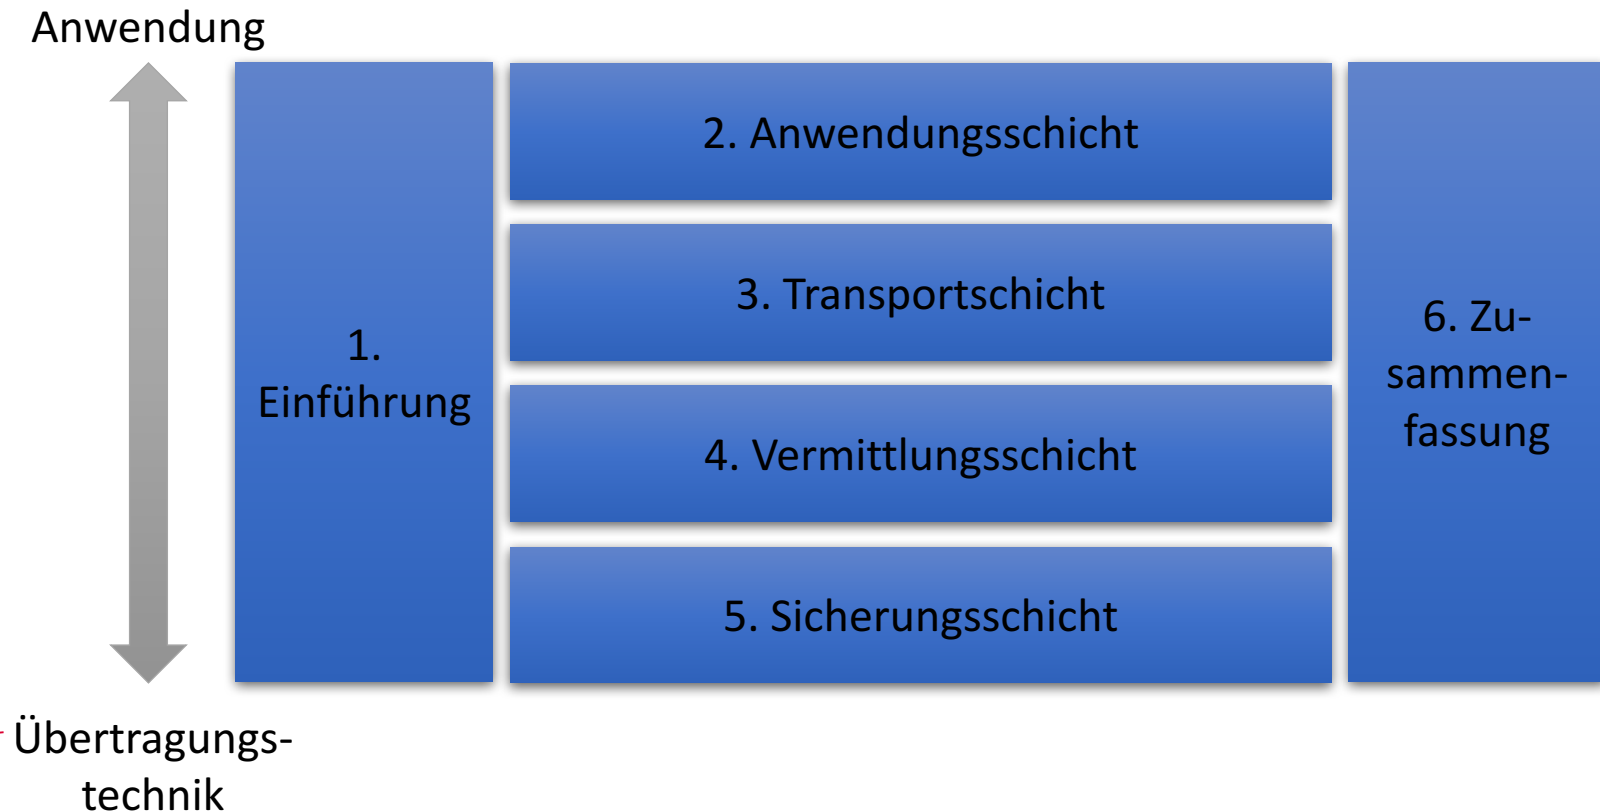 Anwendung
1.
Einführung
2. Anwendungsschicht
3. Transportschicht
4. Vermittlungsschicht
5. Sicherungsschicht
6. Zu-
sammen-
fassung
Übertragungs-
technik